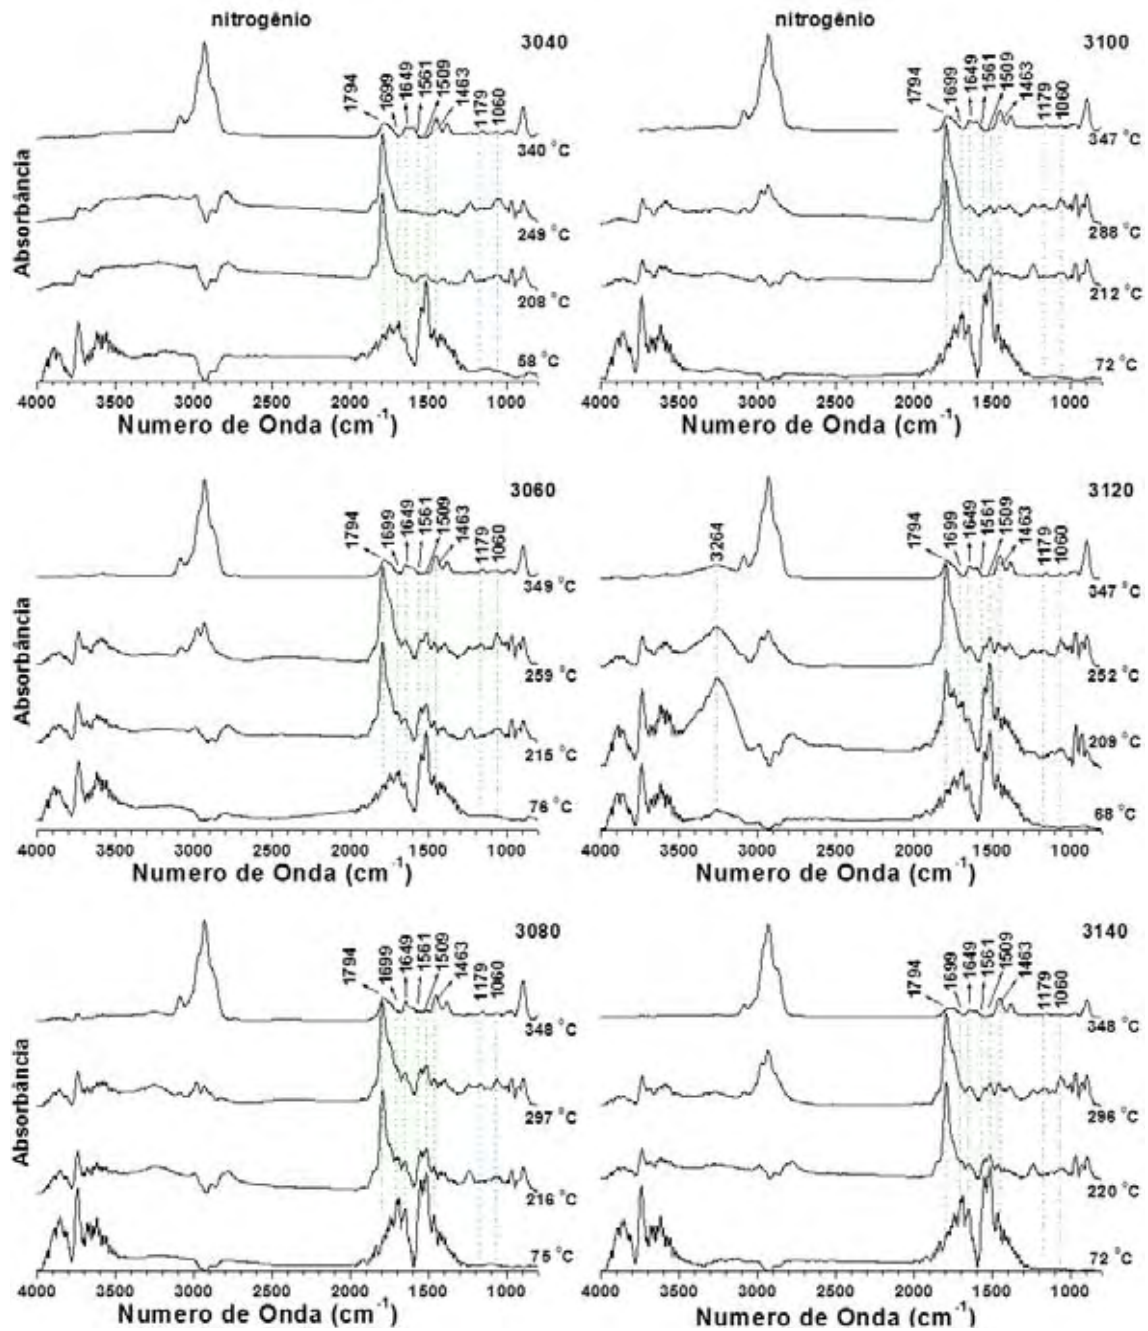 nitrogênio
3040
1794
1699
1649
1561
1509
1463
1179
1060
340 °C
249 °C
208 °C
58 °C
Absorbância
4000 3500 3000 2500 2000 1500 1000
Numero de Onda (cm-1)
nitrogênio
3100
1794
1699
1649
1561
1509
1463
1179
1060
347 °C
288 °C
212 °C
72 °C
4000 3500 3000 2500 2000 1500 1000
Numero de Onda (cm-1)
3060
1794
1699
1649
1561
1509
1463
1179
1060
349 °C
259 °C
215 °C
76 °C
Absorbância
4000 3500 3000 2500 2000 1500 1000
Numero de Onda (cm-1)
3120
3264
1794
1699
1649
1561
1509
1463
1179
1060
347 °C
252 °C
209 °C
68 °C
4000 3500 3000 2500 2000 1500 1000
Numero de Onda (cm-1)
3080
1794
1699
1649
1561
1509
1463
1179
1060
348 °C
297 °C
216 °C
75 °C
Absorbância
4000 3500 3000 2500 2000 1500 1000
Numero de Onda (cm-1)
3140
1794
1699
1649
1561
1509
1463
1179
1060
348 °C
296 °C
220 °C
72 °C
4000 3500 3000 2500 2000 1500 1000
Numero de Onda (cm-1)